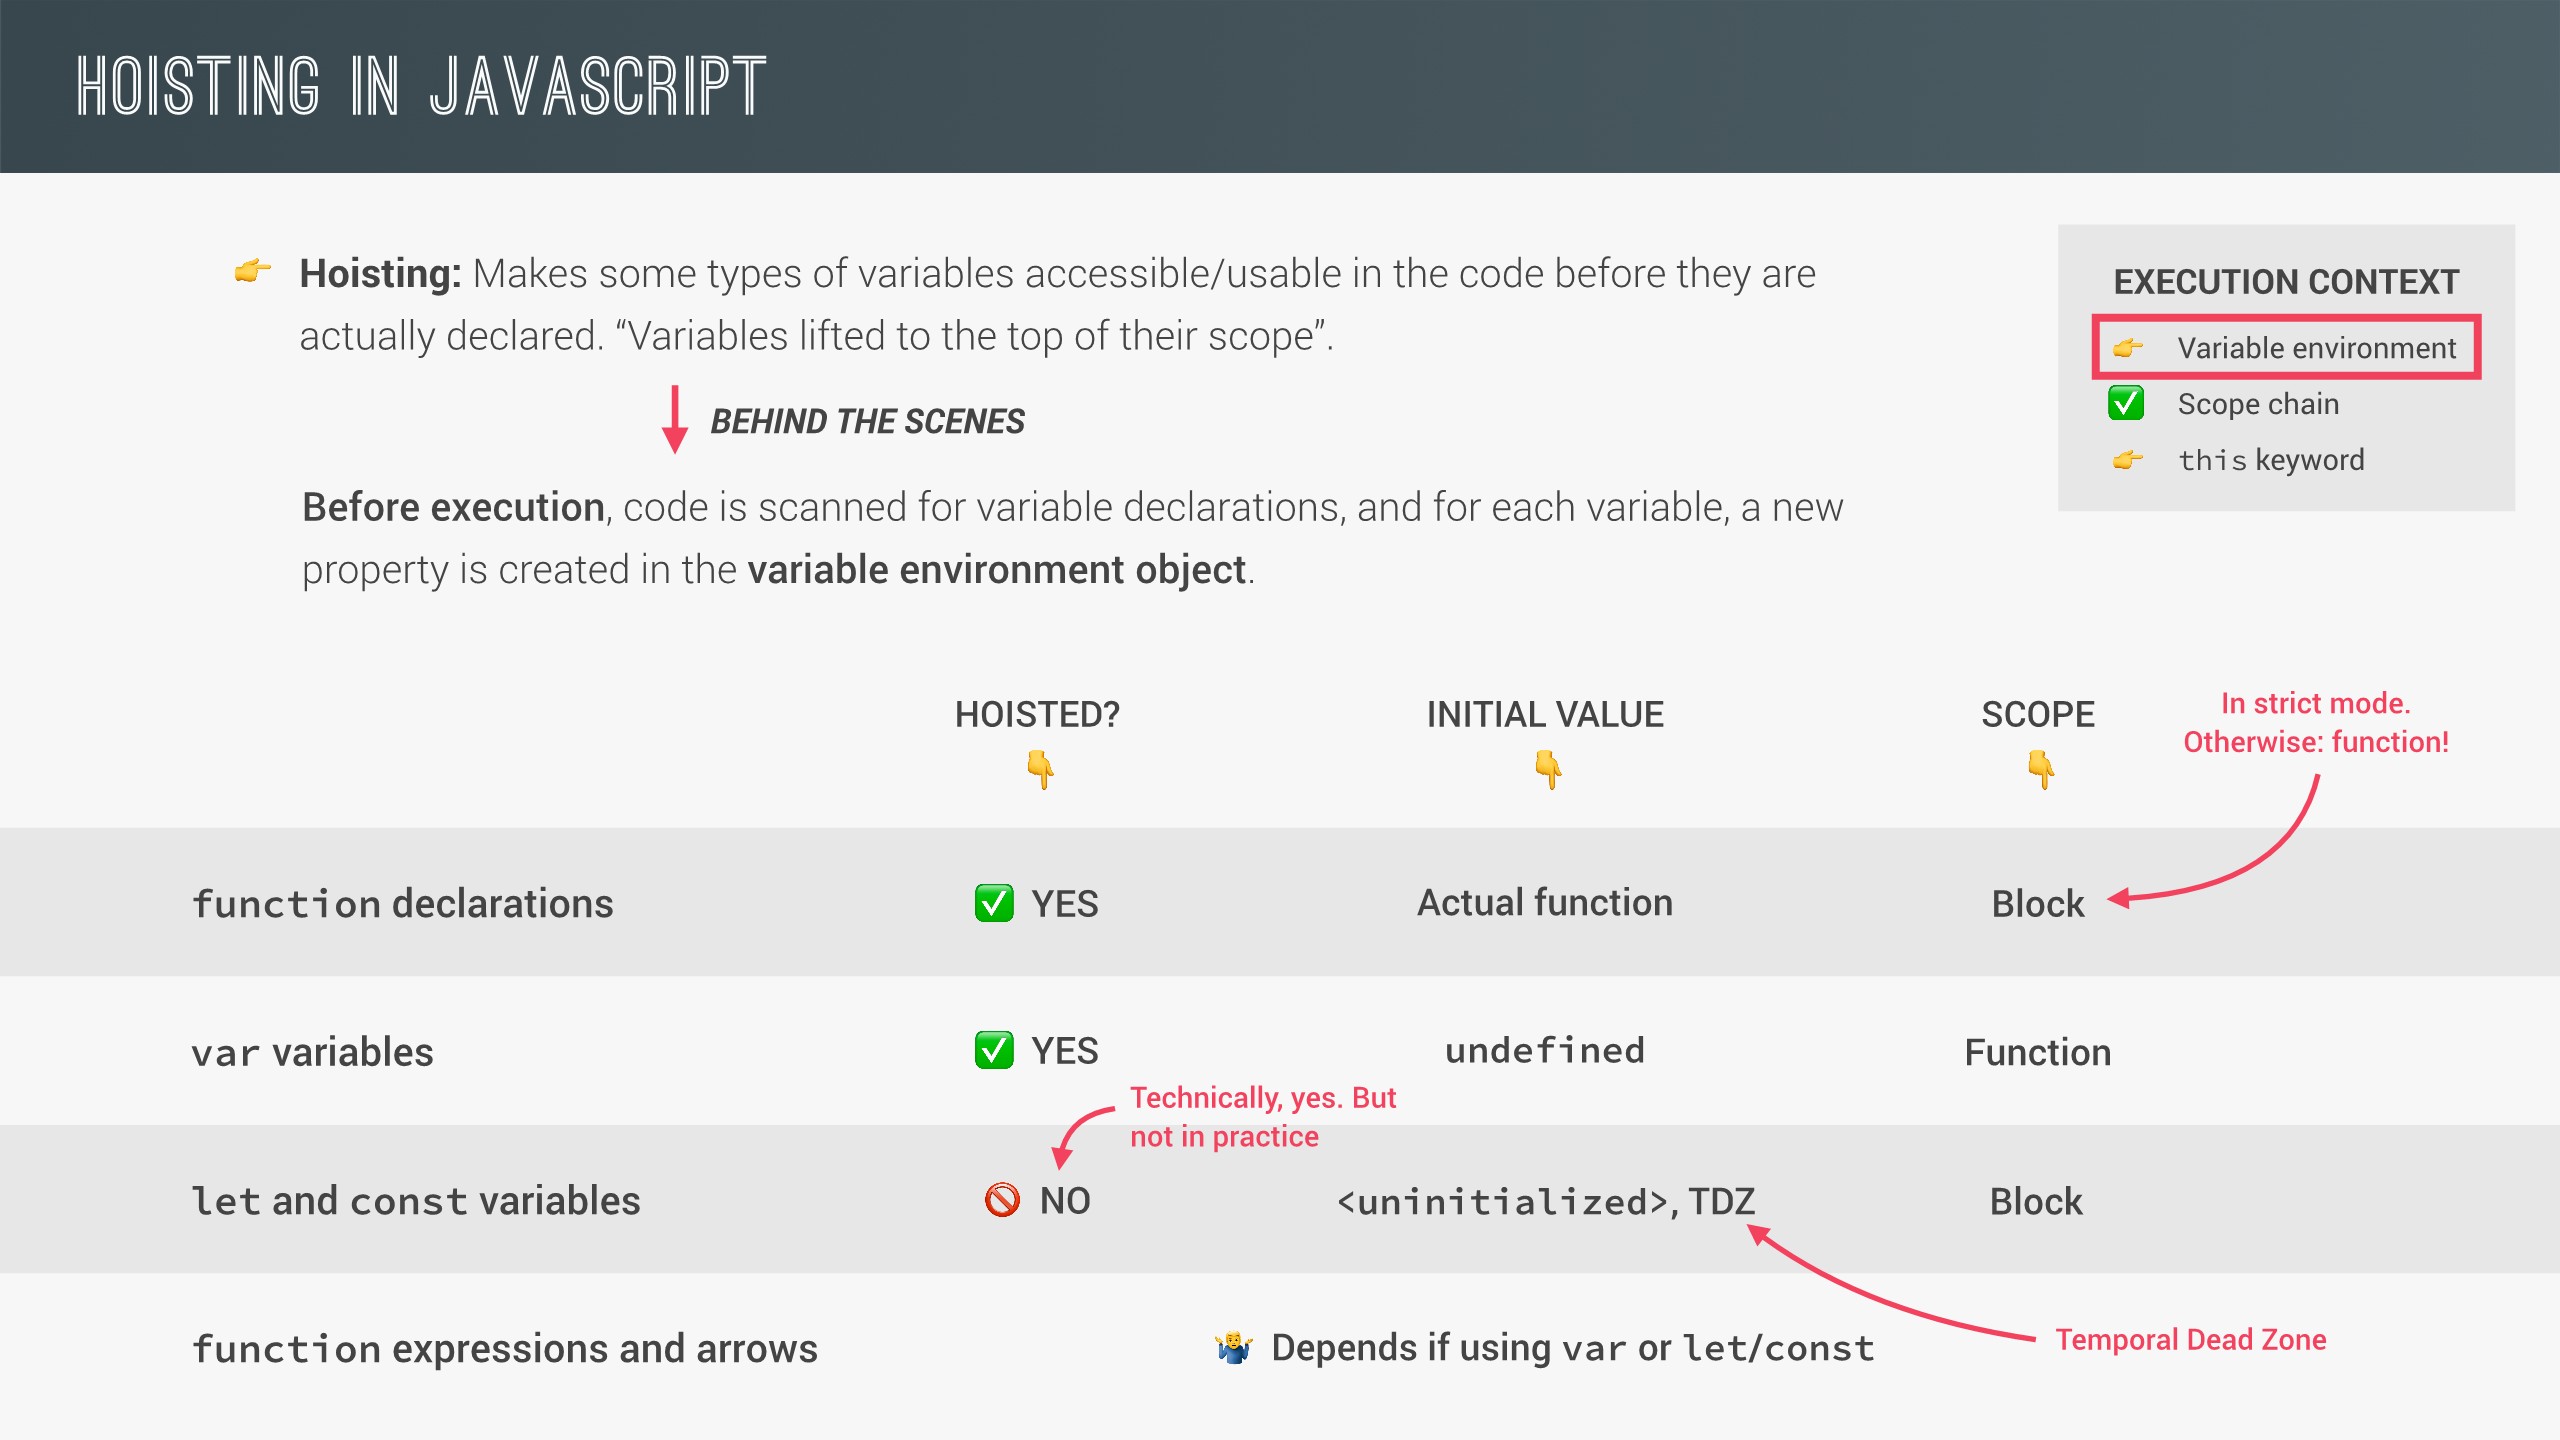 HOISTING IN JAVASCRIPT
Hoisting: Makes some types of variables accessible/usable in the code before they are
actually declared. “Variables lifted to the top of their scope”.
BEHIND THE SCENES
Before execution, code is scanned for variable declarations, and for each variable, a new
property is created in the variable environment object.
EXECUTION CONTEXT
Variable environment
Scope chain
this keyword
HOISTED?
INITIAL VALUE
SCOPE
In strict mode.
Otherwise: function!
function declarations
YES
Actual function
Block
var variables
YES
undefined
Function
Technically, yes. But
not in practice
let and const variables
NO
<uninitialized>, TDZ
Block
function expressions and arrows
Depends if using var or let/const
Temporal Dead Zone